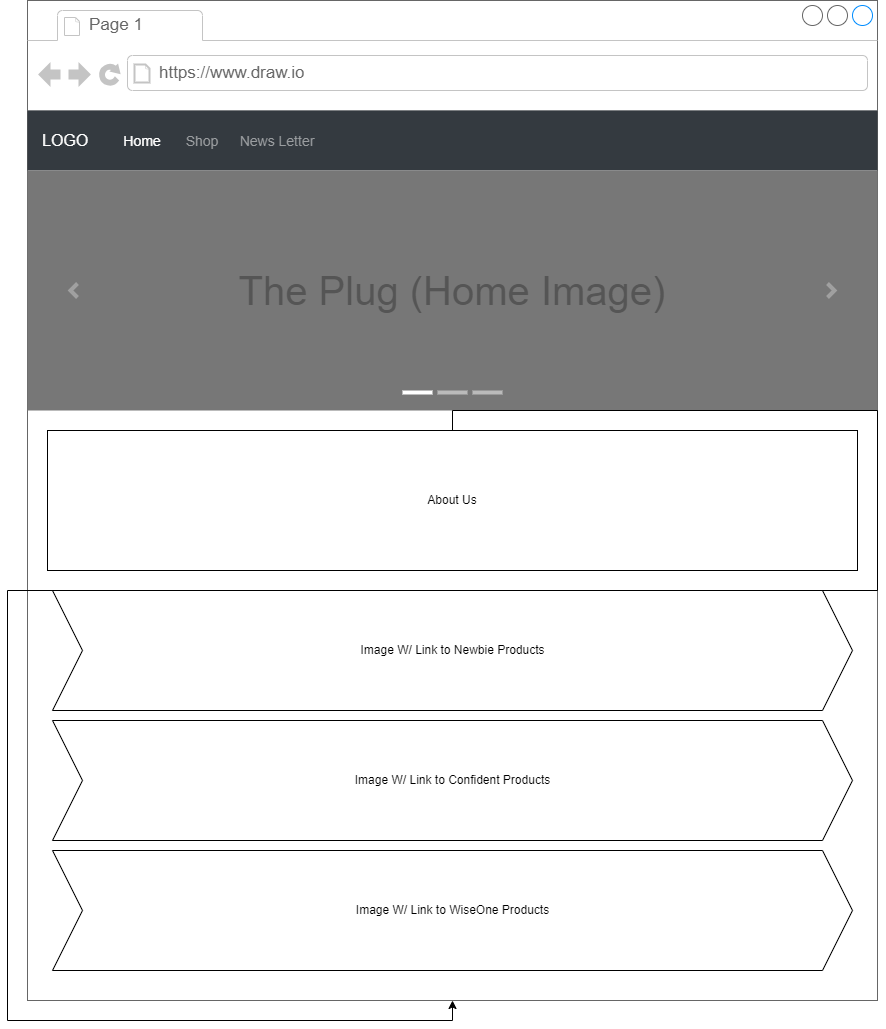 Page 1
https://www.draw.io
LOGO Home Shop News Letter
The Plug (Home Image)
About Us
Image W/ Link to Newbie Products
Image W/ Link to Confident Products
Image W/ Link to WiseOne Products